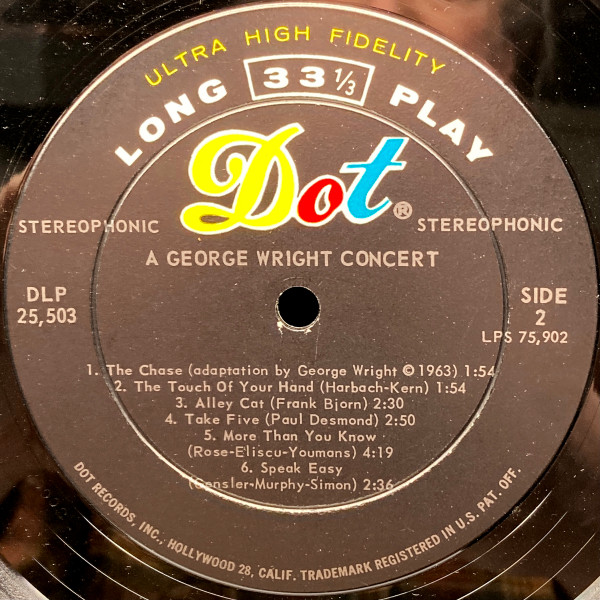 ULTRA HIGH FIDELITY
LONG 33 1/3 PLAY
Dot®
STEREOPHONIC STEREOPHONIC
A GEORGE WRIGHT CONCERT
DLP
25,503
SIDE
2
LPS 75,902
1. The Chase (adaptation by George Wright © 1963) 1:54
2. The Touch Of Your Hand (Harbach-Kern) 1:54
3. Alley Cat (Frank Bjorn) 2:30
4. Take Five (Paul Desmond) 2:50
5. More Than You Know
(Rose-Eliscu-Youmans) 4:19
6. Speak Easy
(Gensler-Murphy-Simon) 2:36
DOT RECORDS, INC., HOLLYWOOD 28, CALIF. TRADEMARK REGISTERED IN U.S. PAT. OFF.